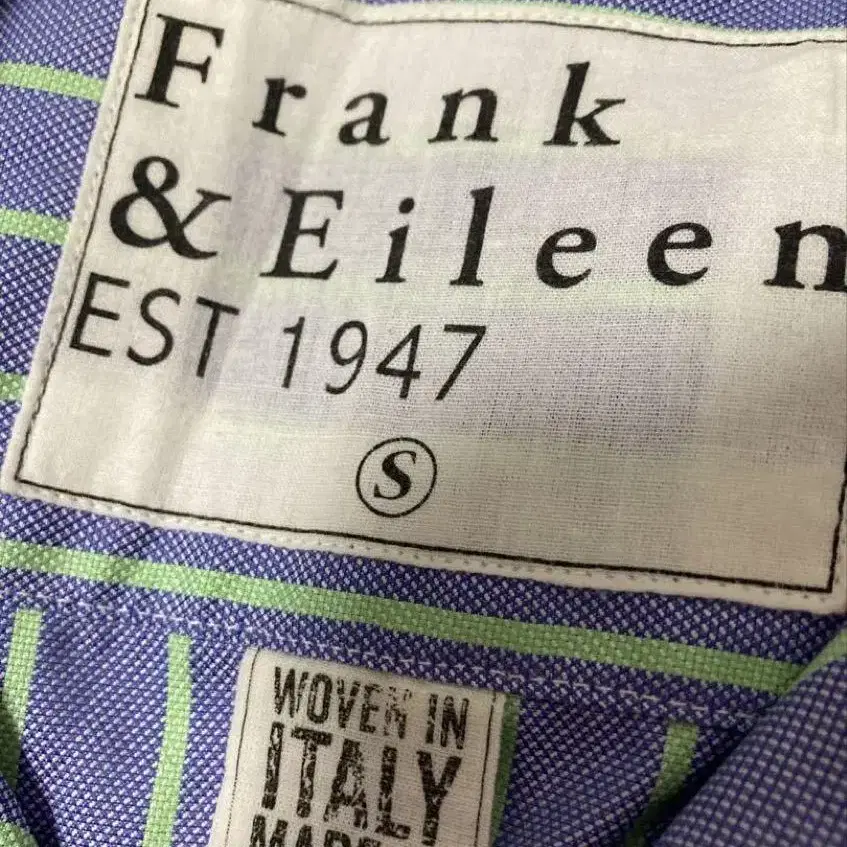 Frank
& Eileen
EST 1947
S
WOVEN IN
ITALY